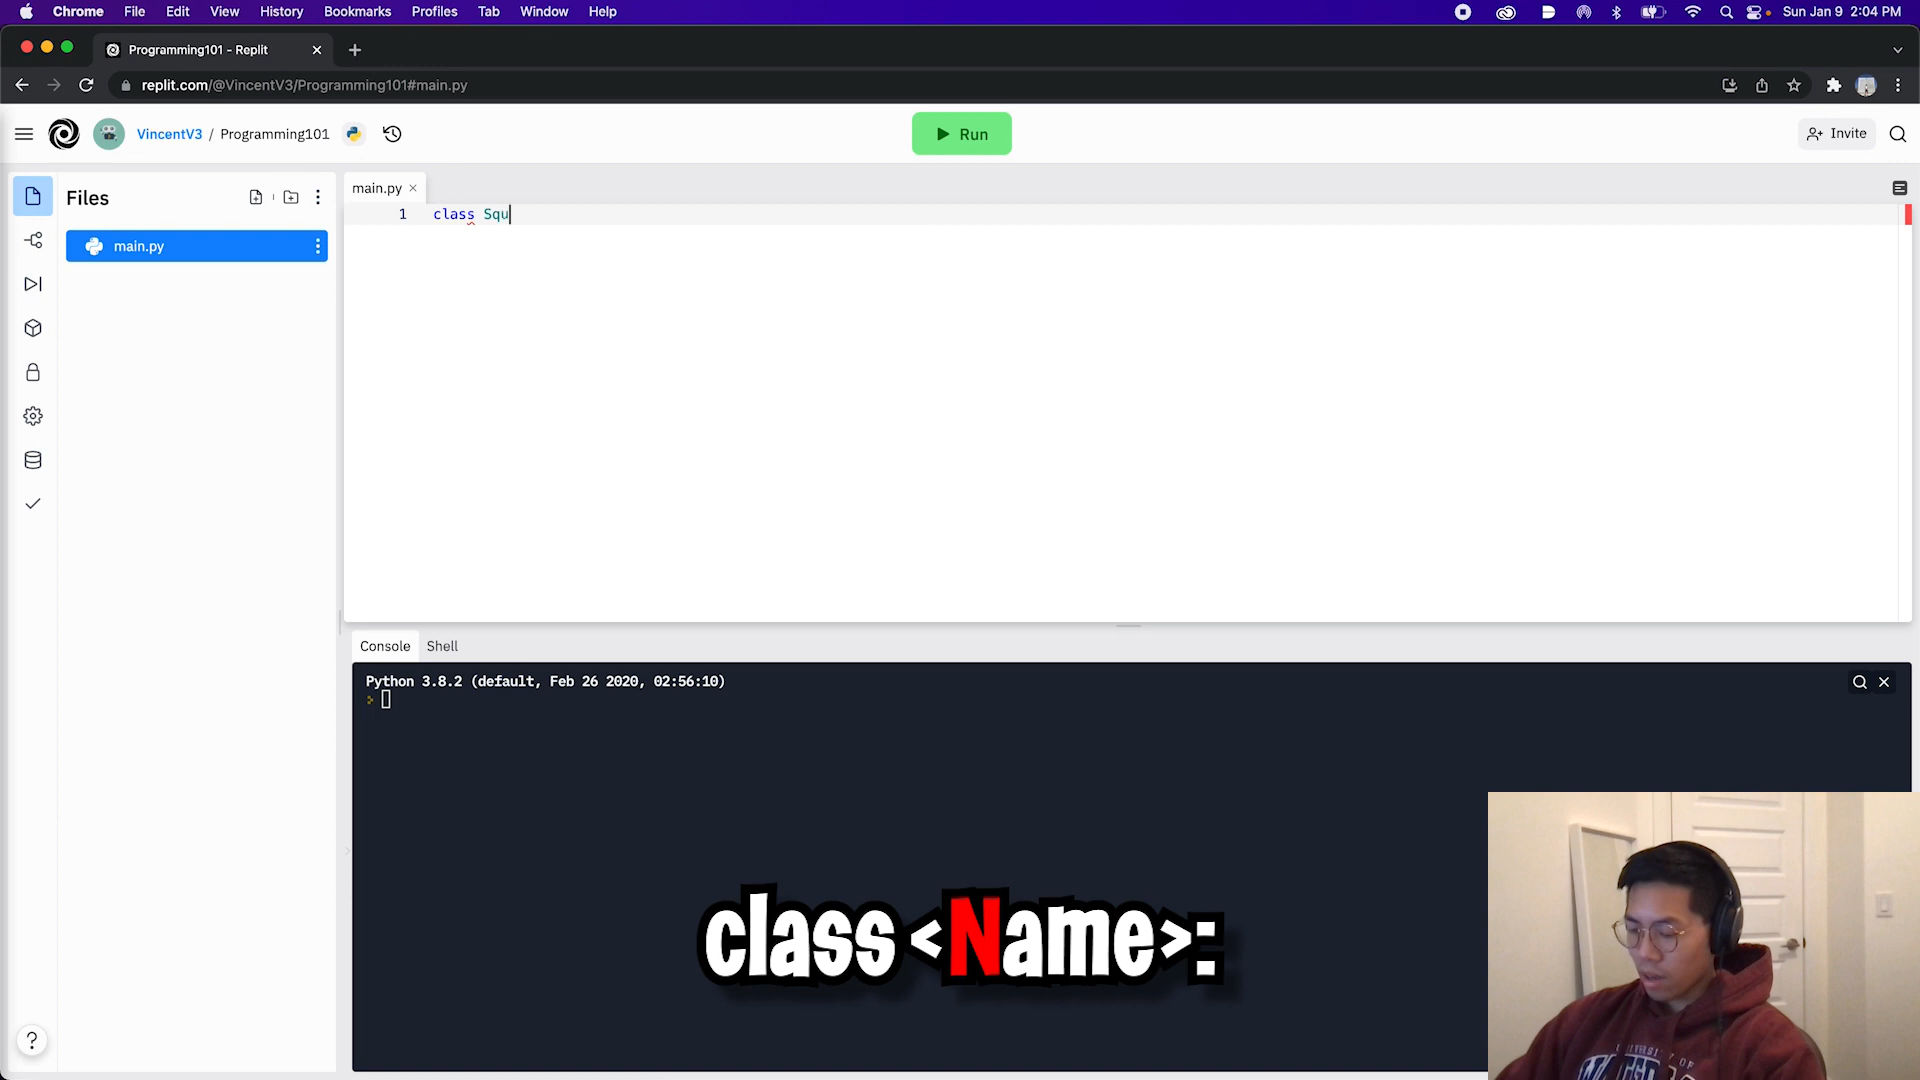 Chrome File Edit View History Bookmarks Profiles Tab Window Help Sun Jan 9 2:04 PM
Programming101 - Replit
replit.com/@VincentV3/Programming101#main.py
VincentV3 / Programming101 Run Invite
Files
main.py
main.py
1 class Squ
Console Shell
Python 3.8.2 (default, Feb 26 2020, 02:56:10)
class <Name>:
?